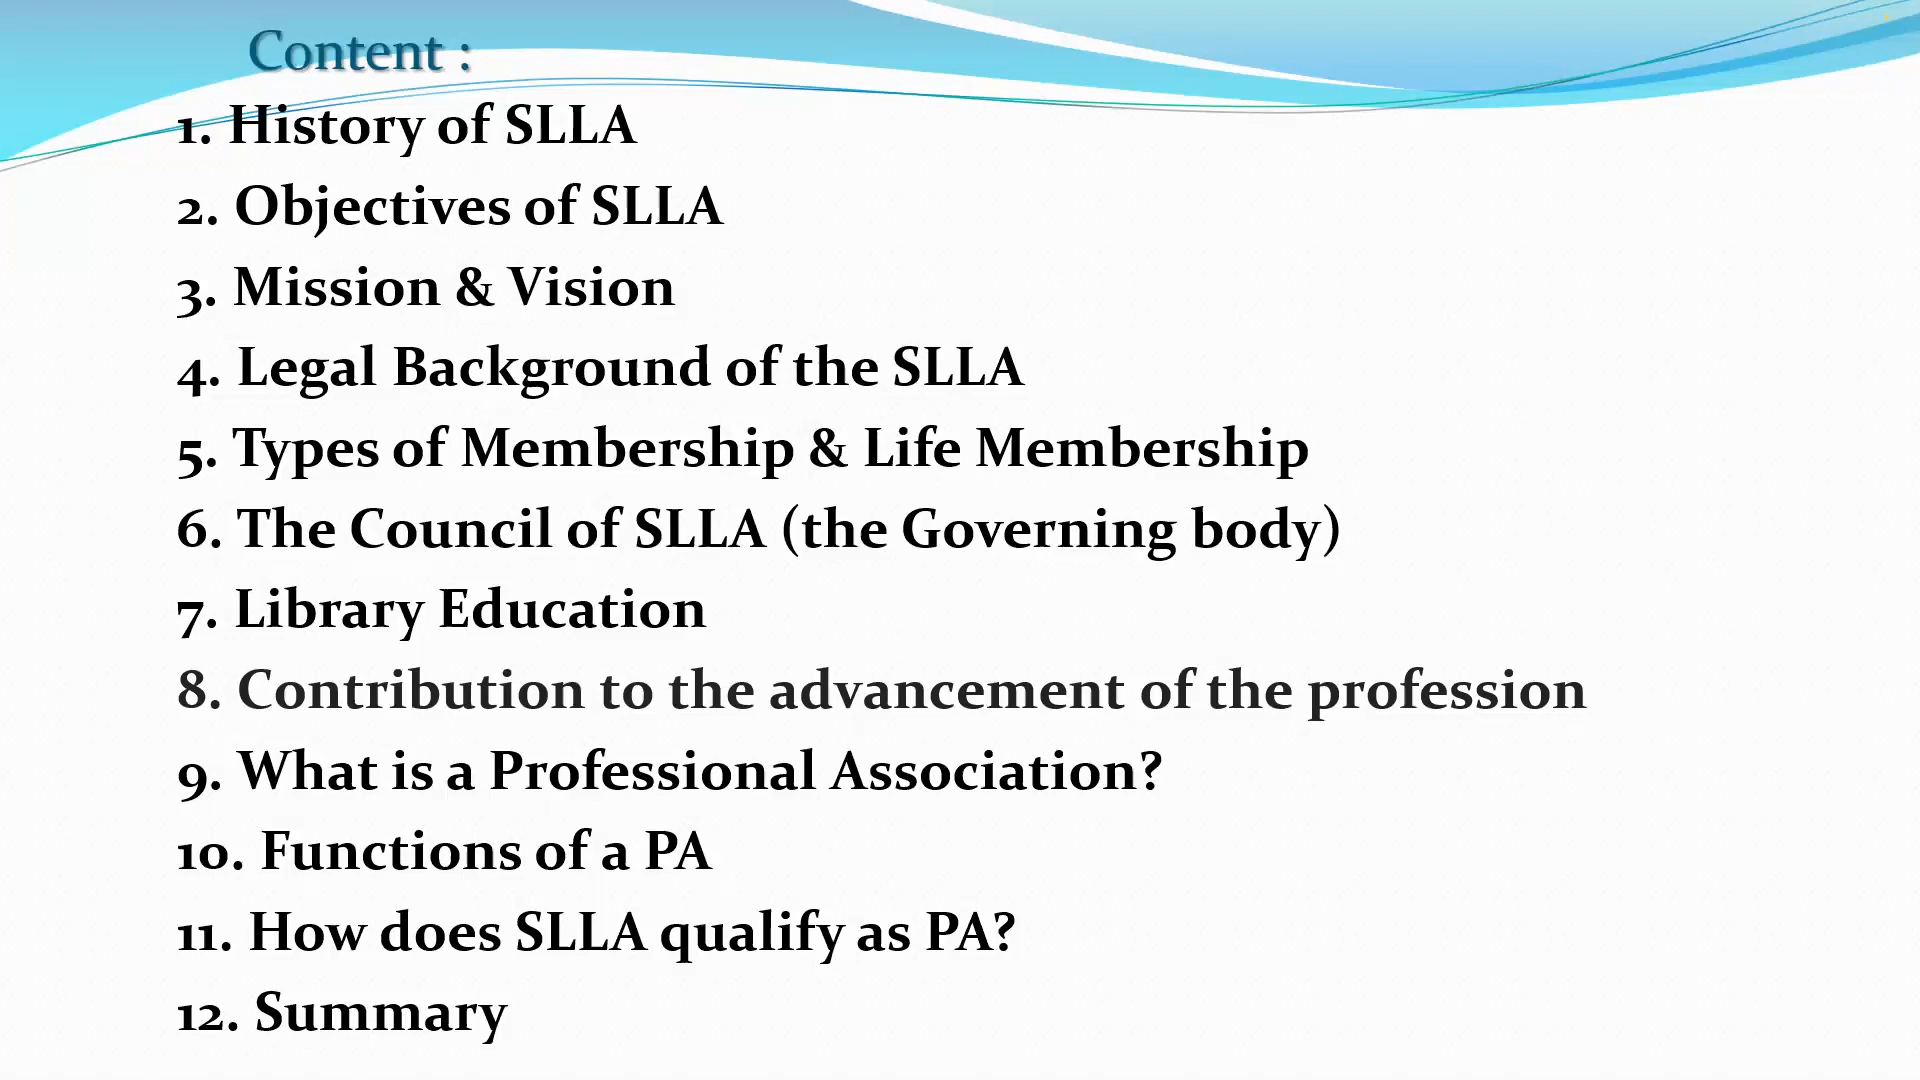 Content :
1. History of SLLA
2. Objectives of SLLA
3. Mission & Vision
4. Legal Background of the SLLA
5. Types of Membership & Life Membership
6. The Council of SLLA (the Governing body)
7. Library Education
8. Contribution to the advancement of the profession
9. What is a Professional Association?
10. Functions of a PA
11. How does SLLA qualify as PA?
12. Summary